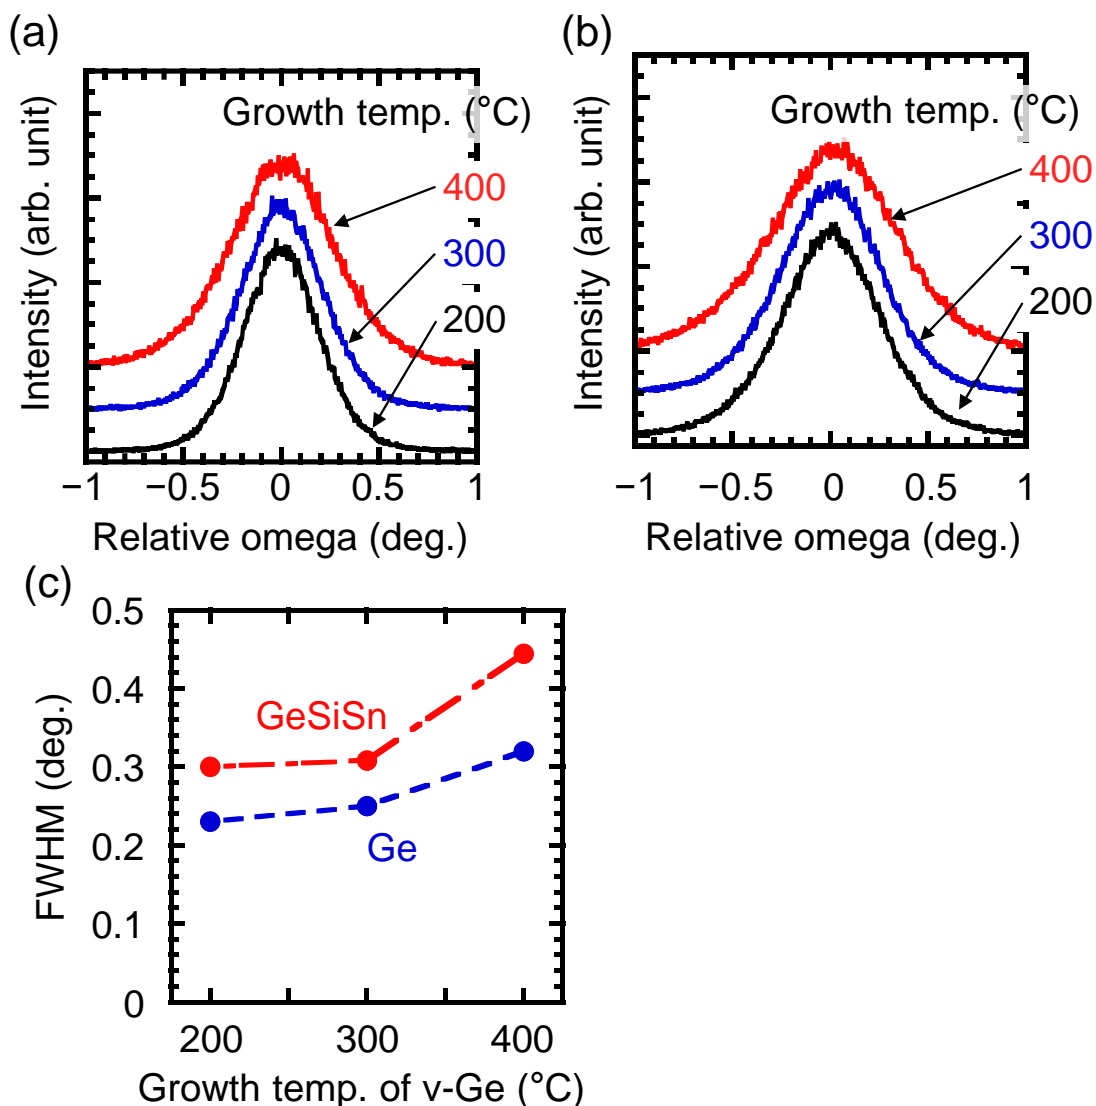 (a)
Growth temp. (°C)
400
300
200
Intensity (arb. unit)
−1 −0.5 0 0.5 1
Relative omega (deg.)
(b)
Growth temp. (°C)
400
300
200
Intensity (arb. unit)
−1 −0.5 0 0.5 1
Relative omega (deg.)
(c)
0.5
0.4
0.3
0.2
0.1
0
FWHM (deg.)
GeSiSn
Ge
200 300 400
Growth temp. of v-Ge (°C)